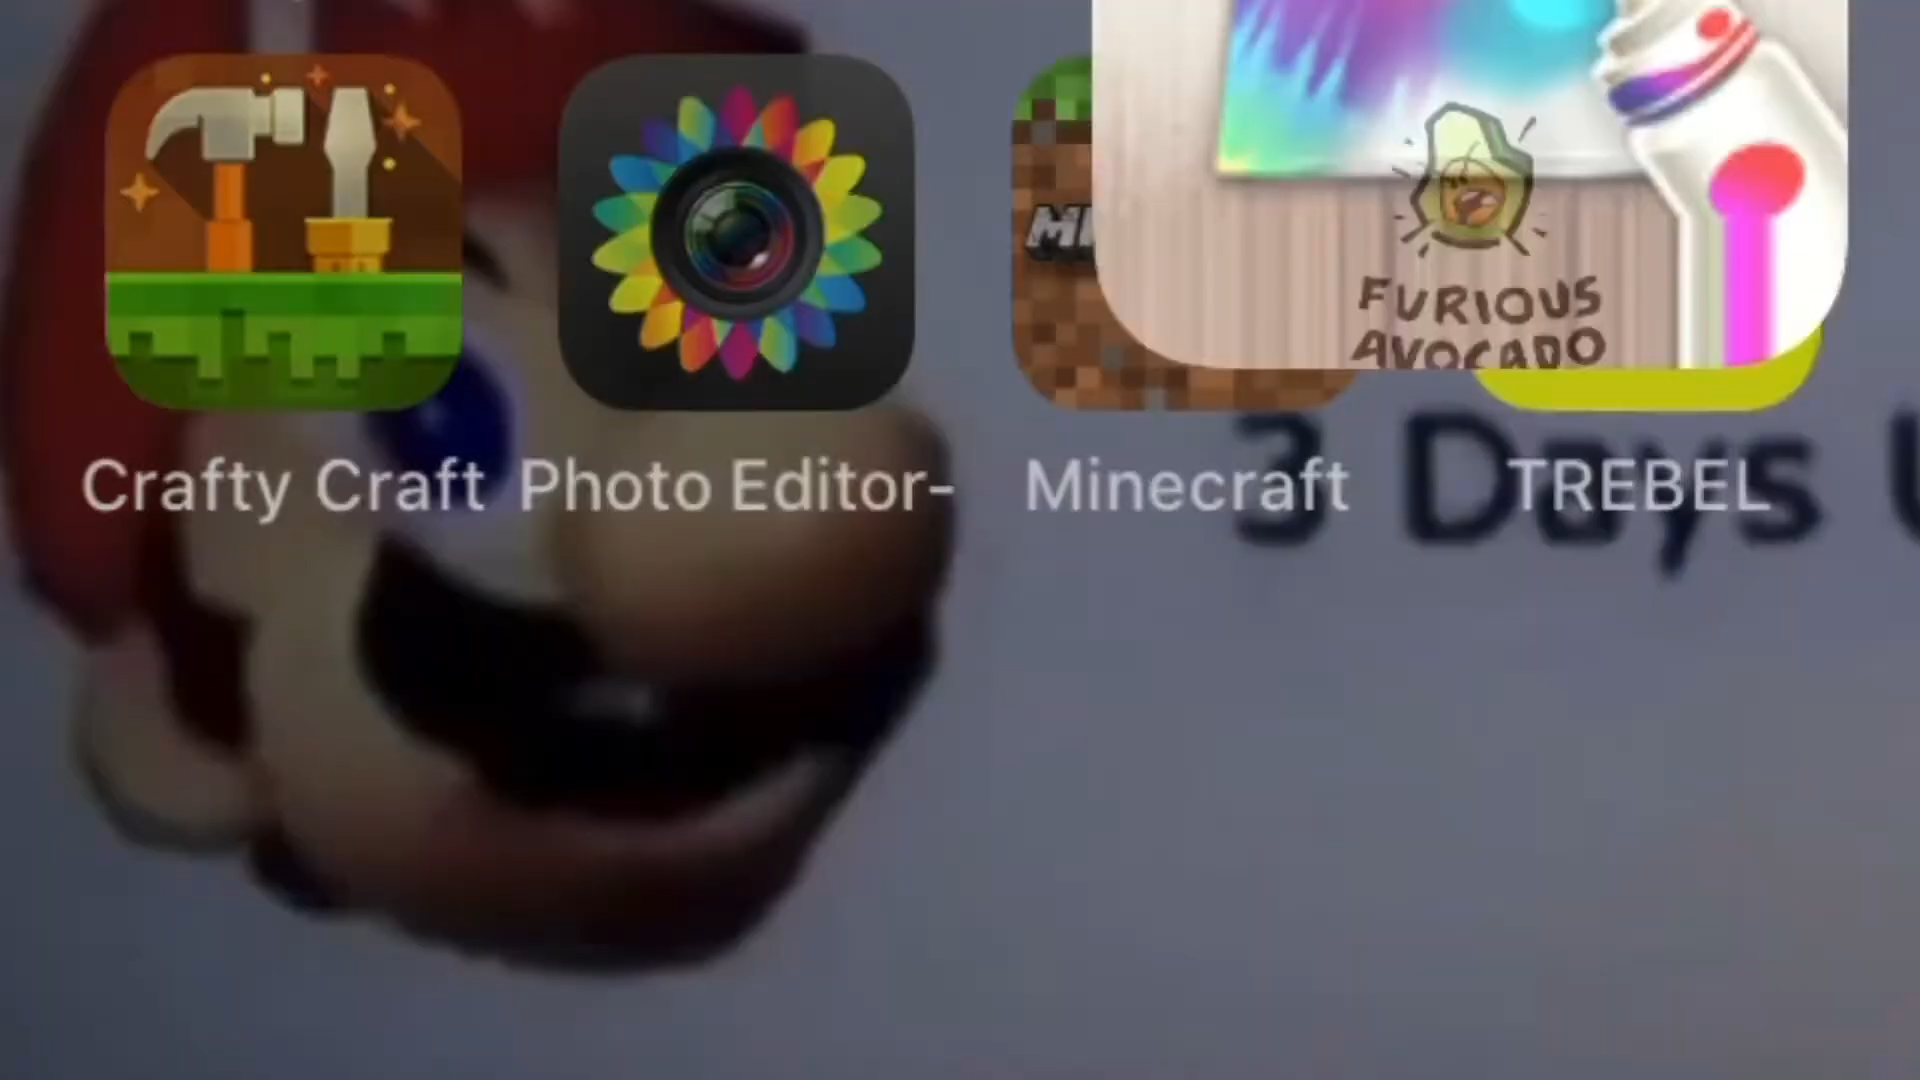 FURIOUS
AVOCADO
Crafty Craft
Photo Editor-
Minecraft
TREBEL
3 Days